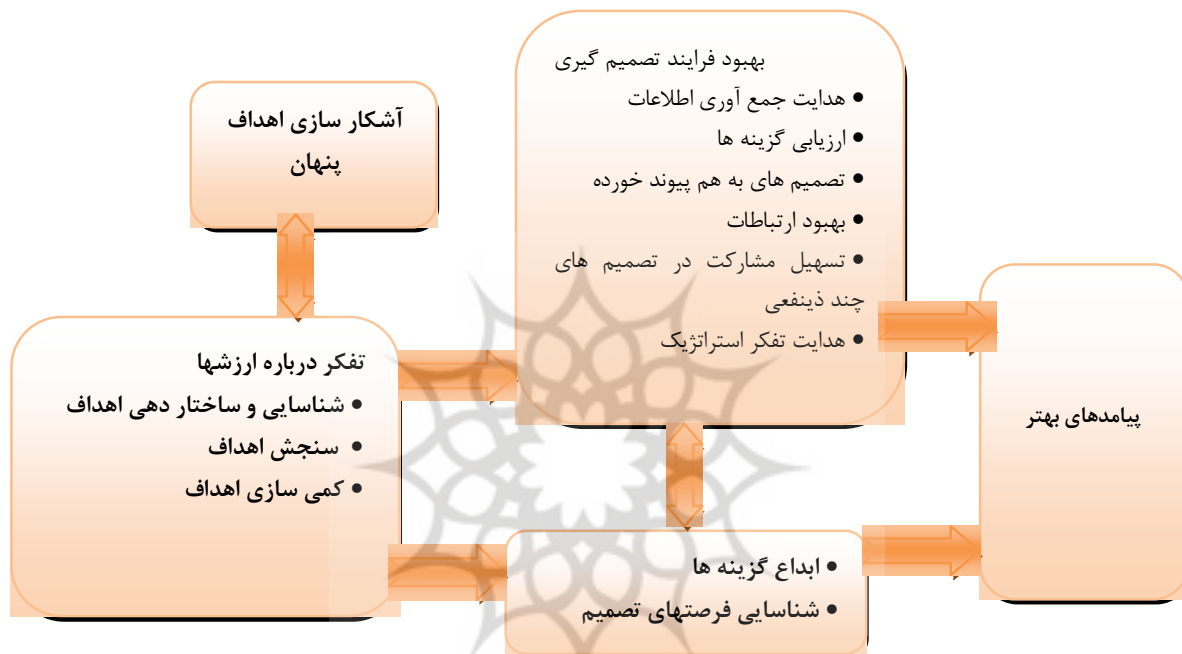 آشکار سازی اهداف
پنهان
تفکر درباره ارزشها
• شناسایی و ساختار دهی اهداف
• سنجش اهداف
• کمی سازی اهداف
بهبود فرایند تصمیم گیری
• هدایت جمع آوری اطلاعات
• ارزیابی گزینه ها
• تصمیم های به هم پیوند خورده
• بهبود ارتباطات
• تسهیل مشارکت در تصمیم های
چند ذینفعی
• هدایت تفکر استراتژیک
• ابداع گزینه ها
• شناسایی فرصتهای تصمیم
پیامدهای بهتر